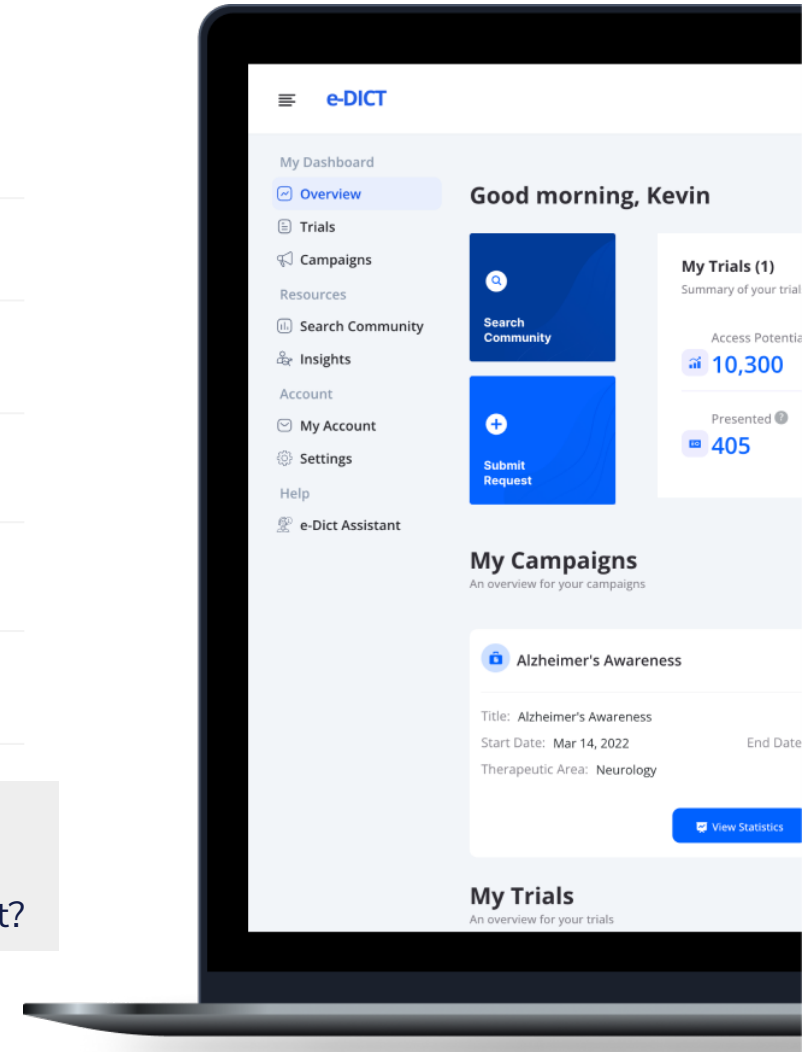 e-DICT
My Dashboard
Overview
Trials
Campaigns
Resources
Search Community
Insights
Account
My Account
Settings
Help
e-Dict Assistant
Good morning, Kevin
Search
Community
Submit
Request
My Trials (1)
Summary of your trial
Access Potentia
10,300
Presented ?
405
My Campaigns
An overview for your campaigns
Alzheimer's Awareness
Title: Alzheimer's Awareness
Start Date: Mar 14, 2022 End Date
Therapeutic Area: Neurology
View Statistics
My Trials
An overview for your trials
t?